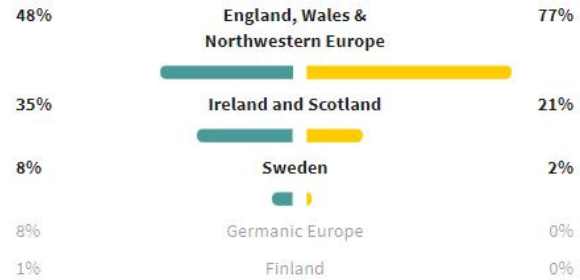 48% England, Wales & 77%
Northwestern Europe
35% Ireland and Scotland 21%
8% Sweden 2%
8% Germanic Europe 0%
1% Finland 0%